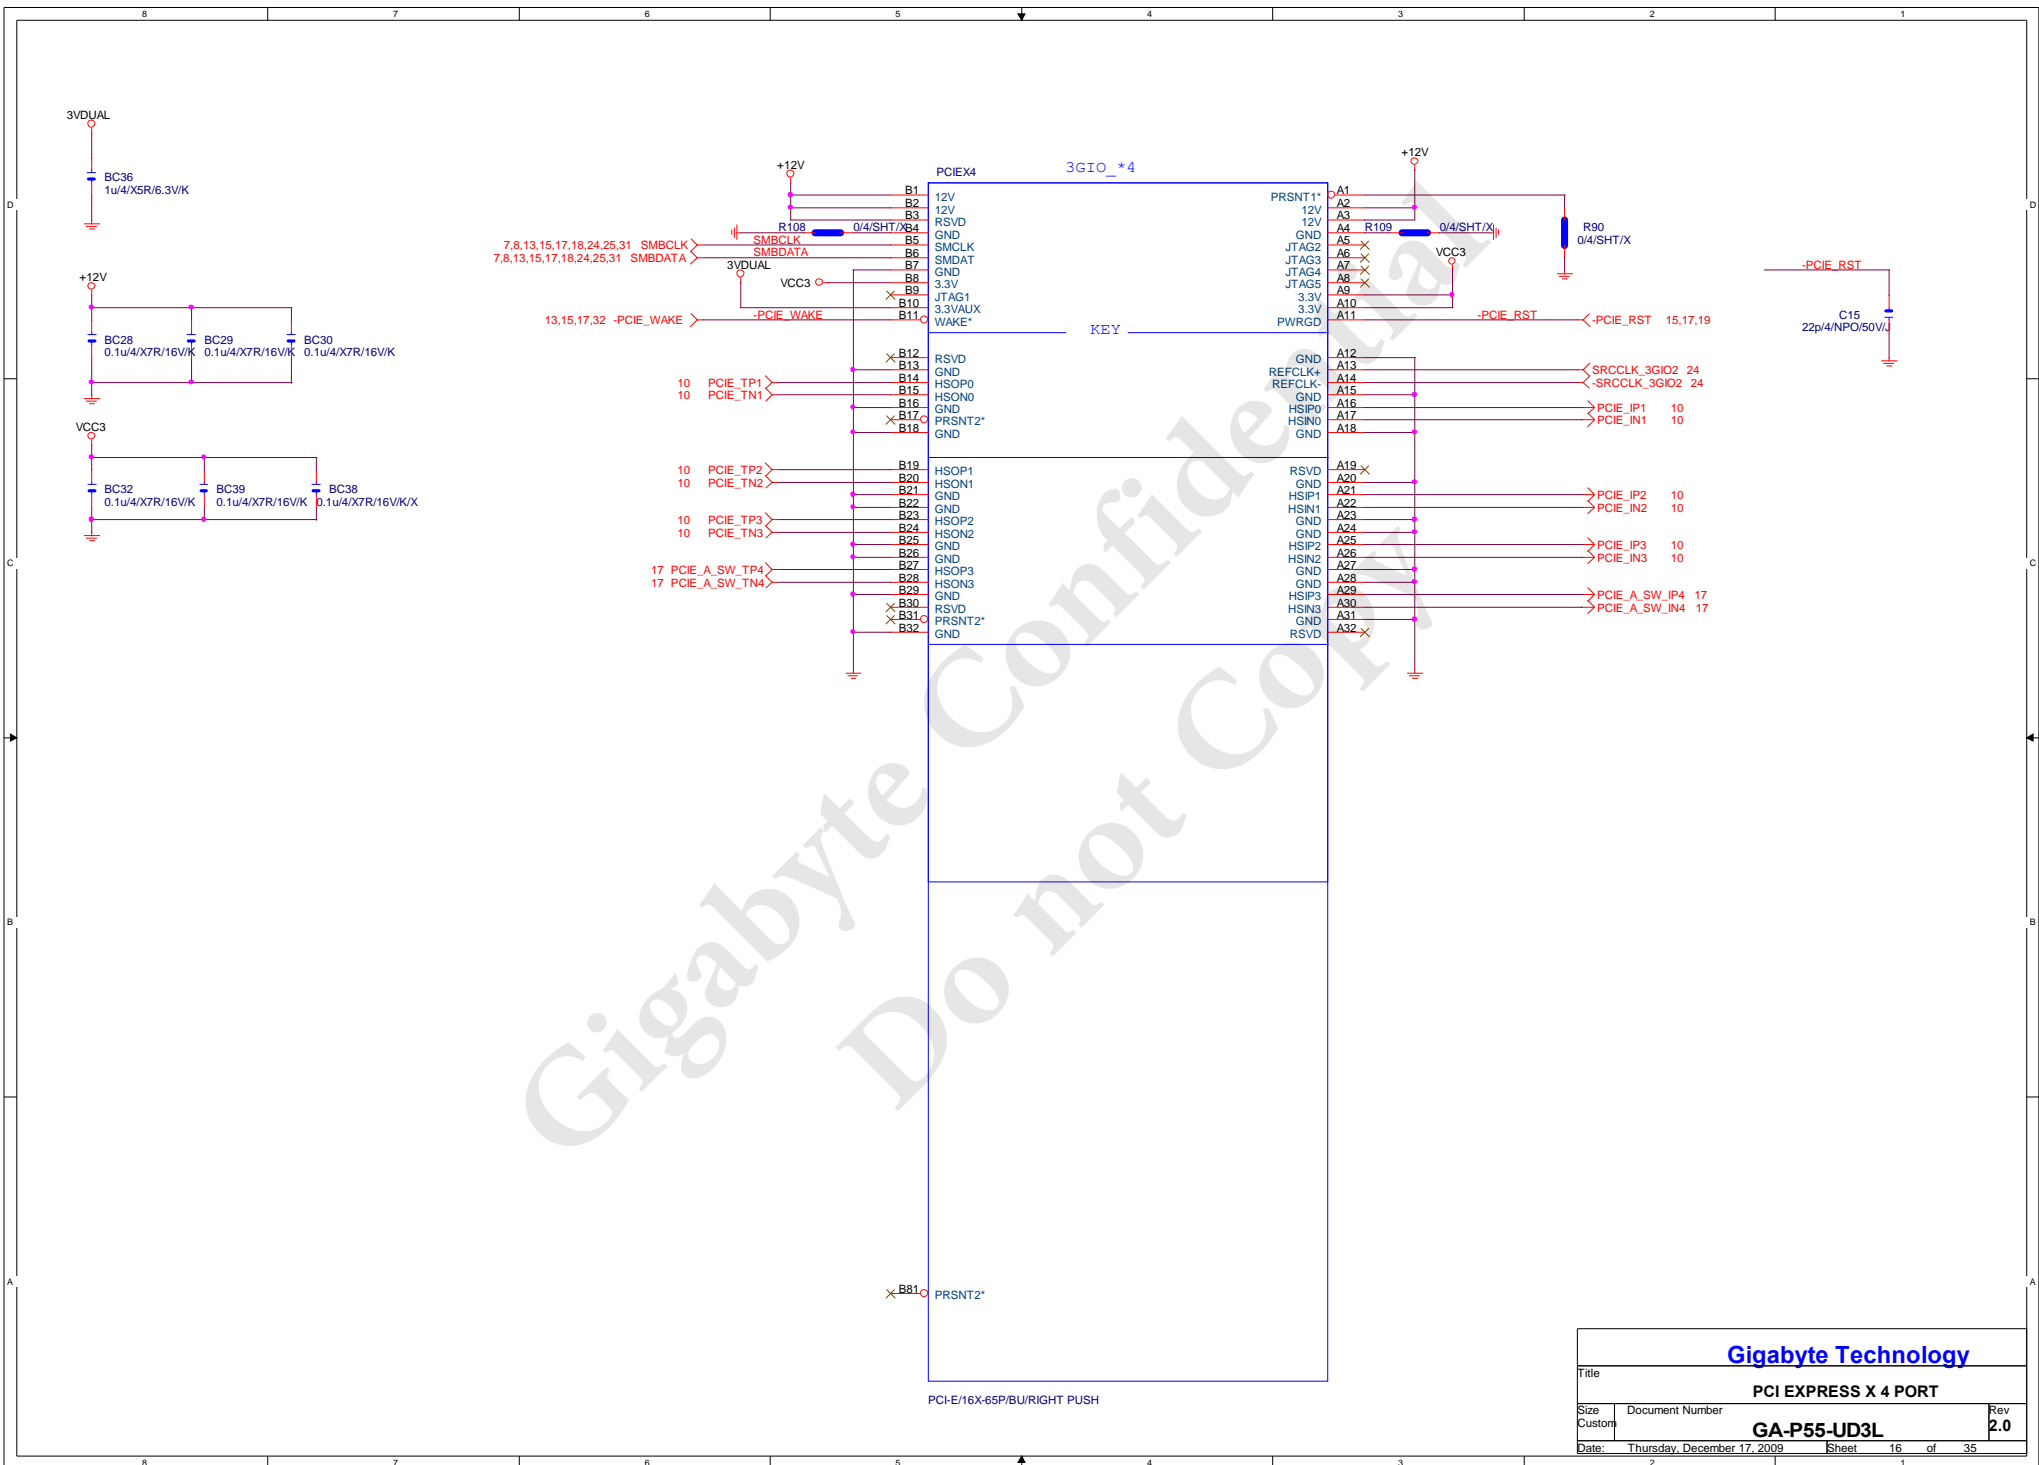 8 7 6 5 4 3 2 1
D
D
C
C
B
B
A
A
3VDUAL
BC36
1u/4/X5R/6.3V/K
+12V
BC28
0.1u/4/X7R/16V/K
BC29
0.1u/4/X7R/16V/K
BC30
0.1u/4/X7R/16V/K
VCC3
BC32
0.1u/4/X7R/16V/K
BC39
0.1u/4/X7R/16V/K
BC38
0.1u/4/X7R/16V/K/X
+12V
PCIEX4
3GIO_*4
+12V
B1 12V
B2 12V
B3 RSVD
R108 0/4/SHT/X B4 GND
7,8,13,15,17,18,24,25,31 SMBCLK SMBCLK B5 SMCLK
7,8,13,15,17,18,24,25,31 SMBDATA SMBDATA B6 SMDAT
3VDUAL
B7 GND
VCC3 B8 3.3V
B9 JTAG1
B10 3.3VAUX
13,15,17,32 -PCIE_WAKE -PCIE_WAKE B11 WAKE*
KEY
B12 RSVD
B13 GND
10 PCIE_TP1 B14 HSOP0
10 PCIE_TN1 B15 HSON0
B16 GND
B17 PRSNT2*
B18 GND
10 PCIE_TP2 B19 HSOP1
10 PCIE_TN2 B20 HSON1
B21 GND
B22 GND
10 PCIE_TP3 B23 HSOP2
10 PCIE_TN3 B24 HSON2
B25 GND
B26 GND
17 PCIE_A_SW_TP4 B27 HSOP3
17 PCIE_A_SW_TN4 B28 HSON3
B29 GND
B30 RSVD
B31 PRSNT2*
B32 GND
B81 PRSNT2*
PRSNT1* A1
12V A2
12V A3
GND A4 R109 0/4/SHT/X
R90
0/4/SHT/X
JTAG2 A5
JTAG3 A6
JTAG4 A7
JTAG5 A8
VCC3
3.3V A9
3.3V A10
PWRGD A11 -PCIE_RST -PCIE_RST 15,17,19
GND A12
REFCLK+ A13 SRCCLK_3GIO2 24
REFCLK- A14 -SRCCLK_3GIO2 24
GND A15
HSIP0 A16 PCIE_IP1 10
HSIN0 A17 PCIE_IN1 10
GND A18
RSVD A19
GND A20
HSIP1 A21 PCIE_IP2 10
HSIN1 A22 PCIE_IN2 10
GND A23
GND A24
HSIP2 A25 PCIE_IP3 10
HSIN2 A26 PCIE_IN3 10
GND A27
GND A28
HSIP3 A29 PCIE_A_SW_IP4 17
HSIN3 A30 PCIE_A_SW_IN4 17
GND A31
RSVD A32
-PCIE_RST
C15
22p/4/NPO/50V/J
Gigabyte Confidential
Do not Copy
PCI-E/16X-65P/BU/RIGHT PUSH
Gigabyte Technology
Title
PCI EXPRESS X 4 PORT
Size Document Number Rev
Custom GA-P55-UD3L 2.0
Date: Thursday, December 17, 2009 Sheet 16 of 35
8 7 6 5 4 3 2 1